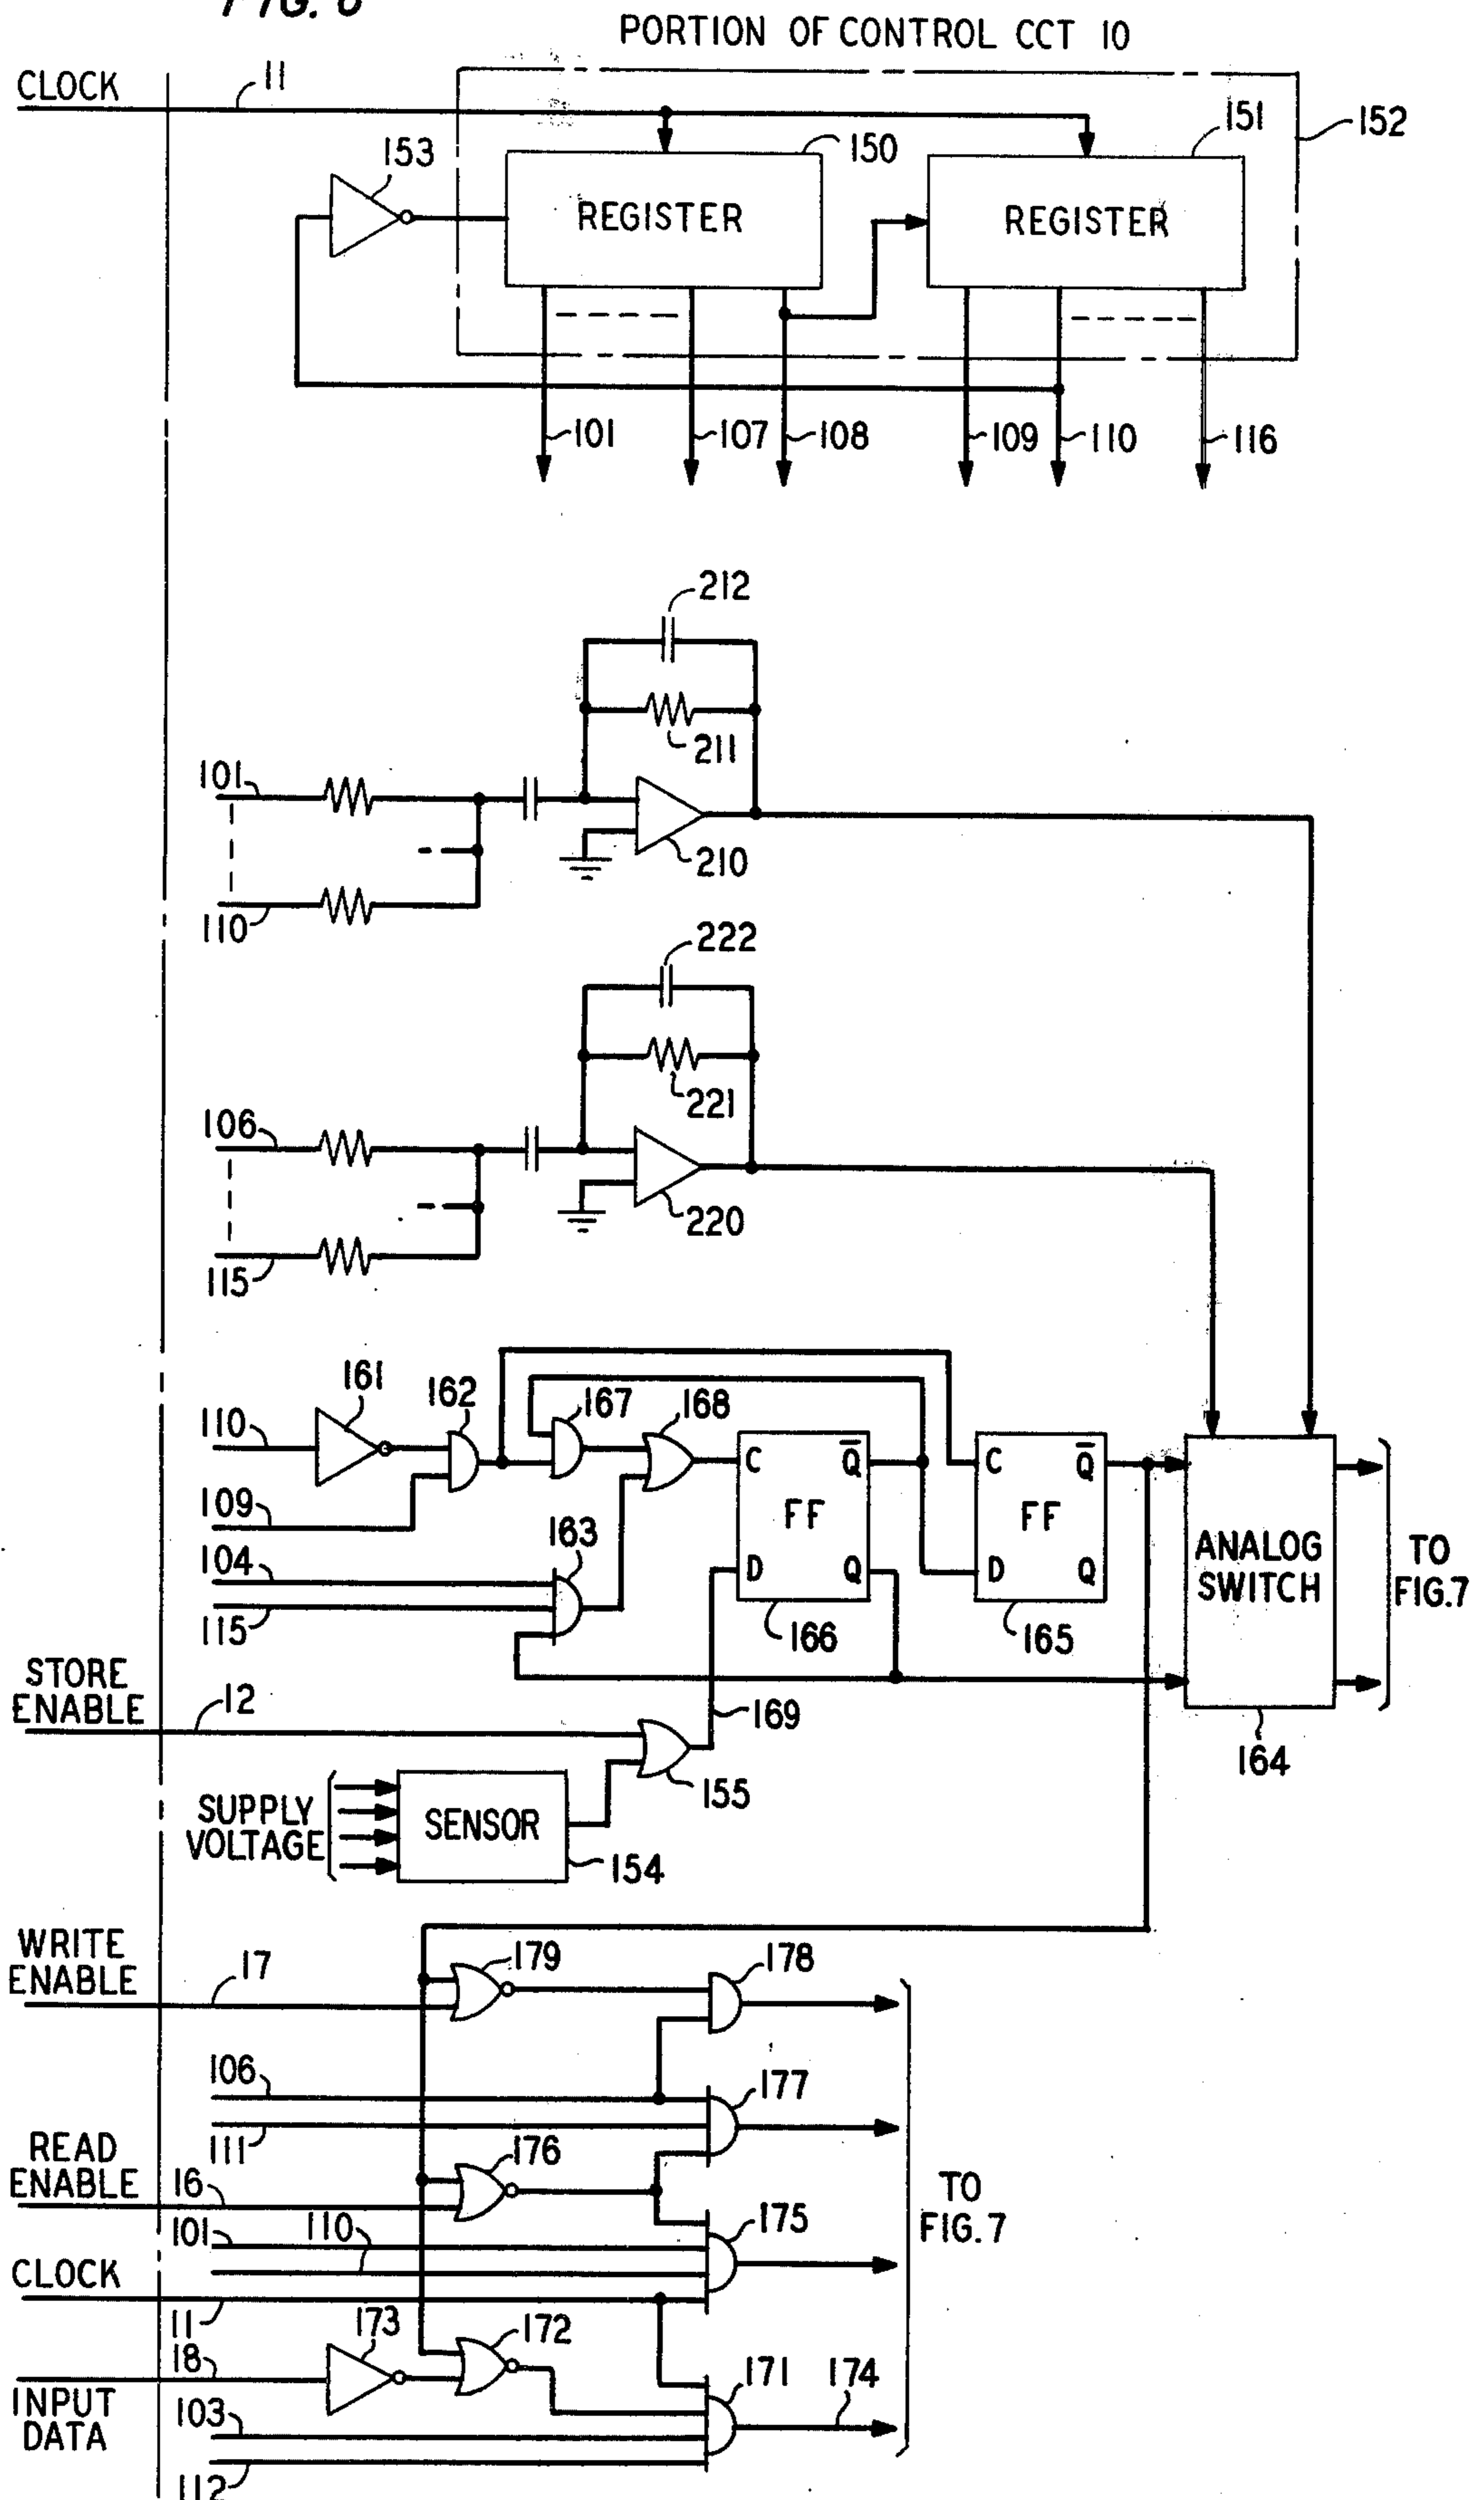 FIG. 6
PORTION OF CONTROL CCT 10
CLOCK
11
151
152
153
150
REGISTER
REGISTER
101
107
108
109
110
116
212
211
101
210
110
222
221
106
220
115
161
162
167
168
110
C
Q̅
C
Q̅
109
FF
FF
163
ANALOG
SWITCH
TO
FIG.7
104
D
Q
D
Q
115
166
165
STORE
ENABLE
12
169
164
155
SUPPLY
VOLTAGE
SENSOR
154
WRITE
ENABLE
17
179
178
106
177
111
READ
ENABLE
16
176
TO
FIG.7
101
110
175
CLOCK
11
173
172
18
171
174
INPUT
DATA
103
112